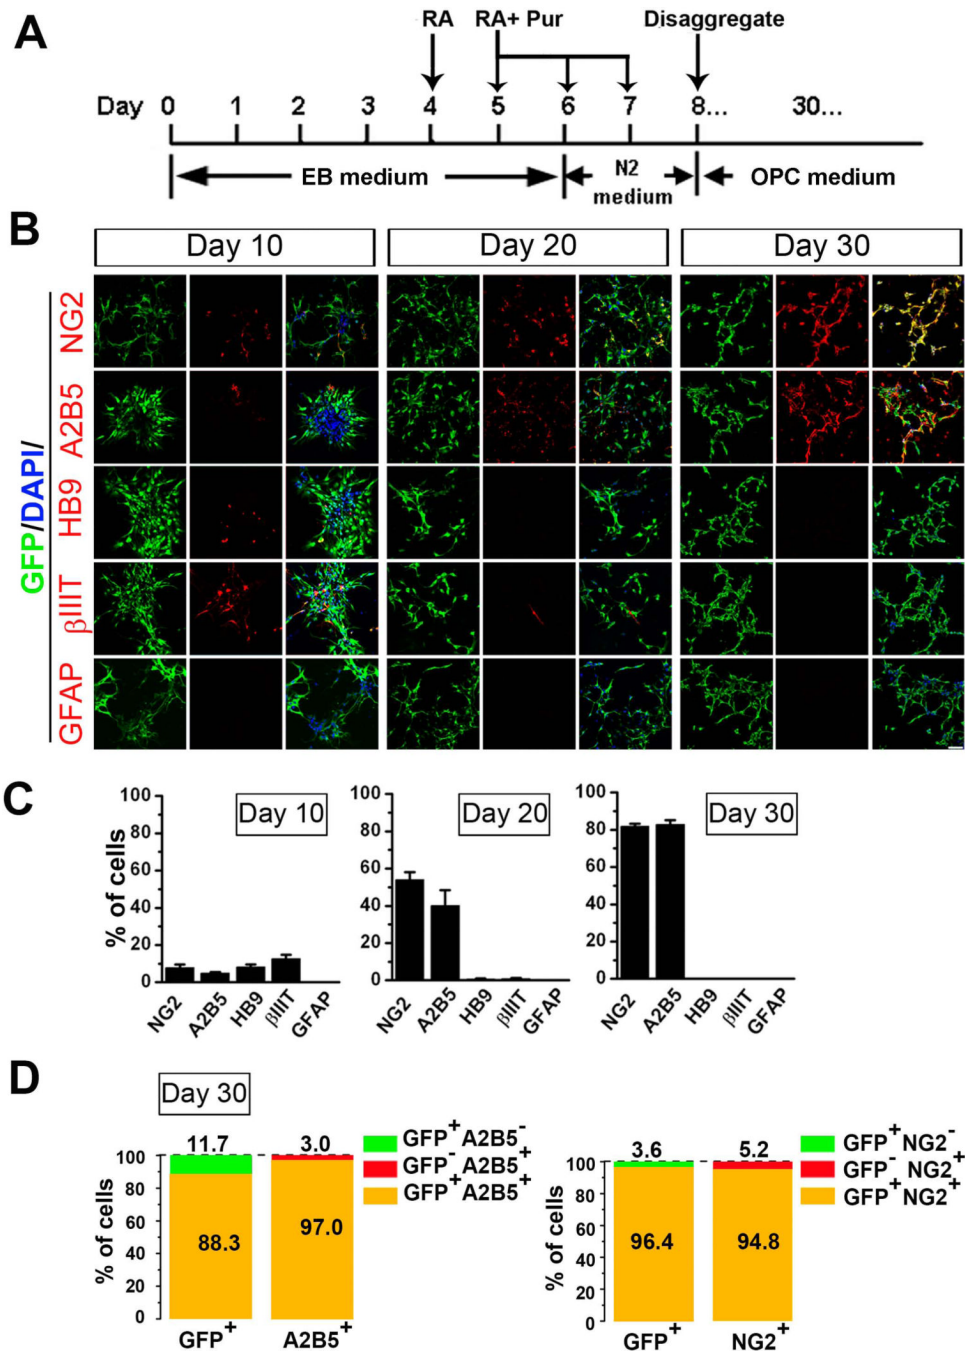 A
RA RA+ Pur Disaggregate
Day 0 1 2 3 4 5 6 7 8... 30...
EB medium N2 medium OPC medium
B
Day 10 Day 20 Day 30
GFP/DAPI/
NG2
A2B5
HB9
βIIIT
GFAP
C
Day 10
% of cells
100
80
60
40
20
0
NG2 A2B5 HB9 βIIIT GFAP
Day 20
100
80
60
40
20
0
NG2 A2B5 HB9 βIIIT GFAP
Day 30
100
80
60
40
20
0
NG2 A2B5 HB9 βIIIT GFAP
D
Day 30
11.7 3.0
% of cells
100
80
60
40
20
0
88.3 97.0
GFP+ A2B5+
GFP+A2B5-
GFP-A2B5+
GFP+A2B5+
3.6 5.2
% of cells
100
80
60
40
20
0
96.4 94.8
GFP+ NG2+
GFP+NG2-
GFP-NG2+
GFP+NG2+